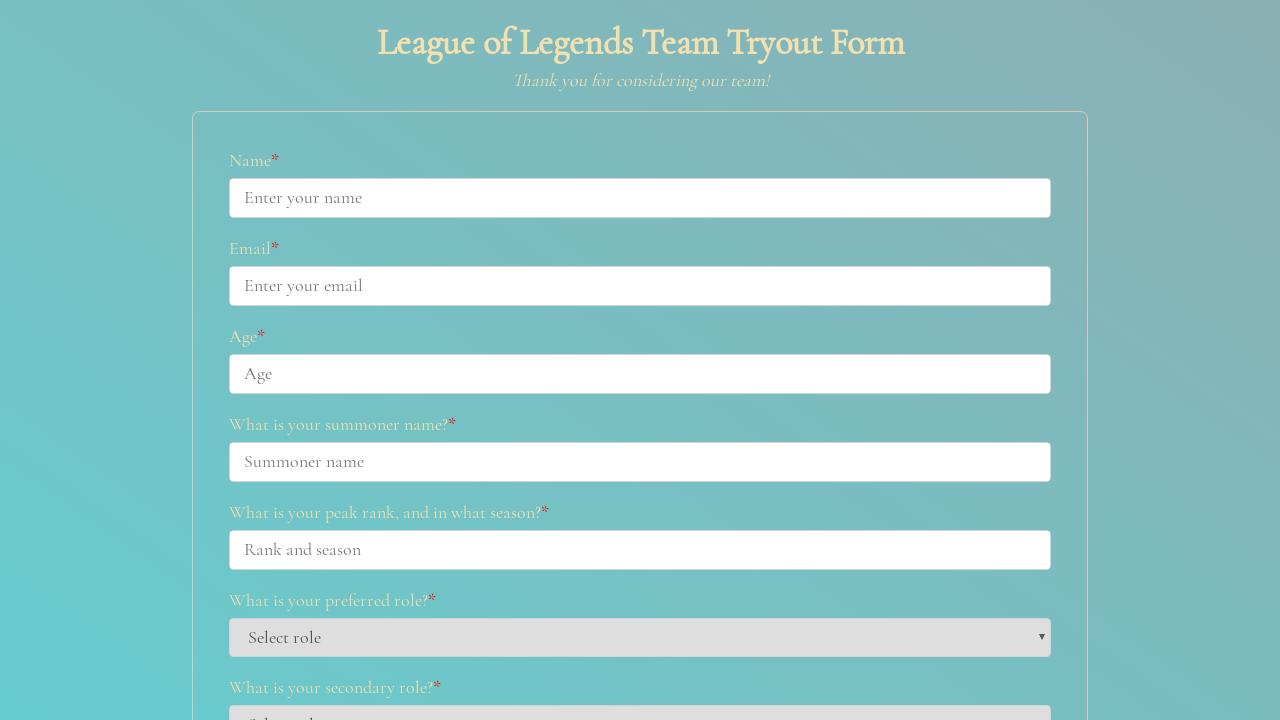 League of Legends Team Tryout Form
Thank you for considering our team!
Name*
Enter your name
Email*
Enter your email
Age*
Age
What is your summoner name?*
Summoner name
What is your peak rank, and in what season?*
Rank and season
What is your preferred role?*
Select role
What is your secondary role?*